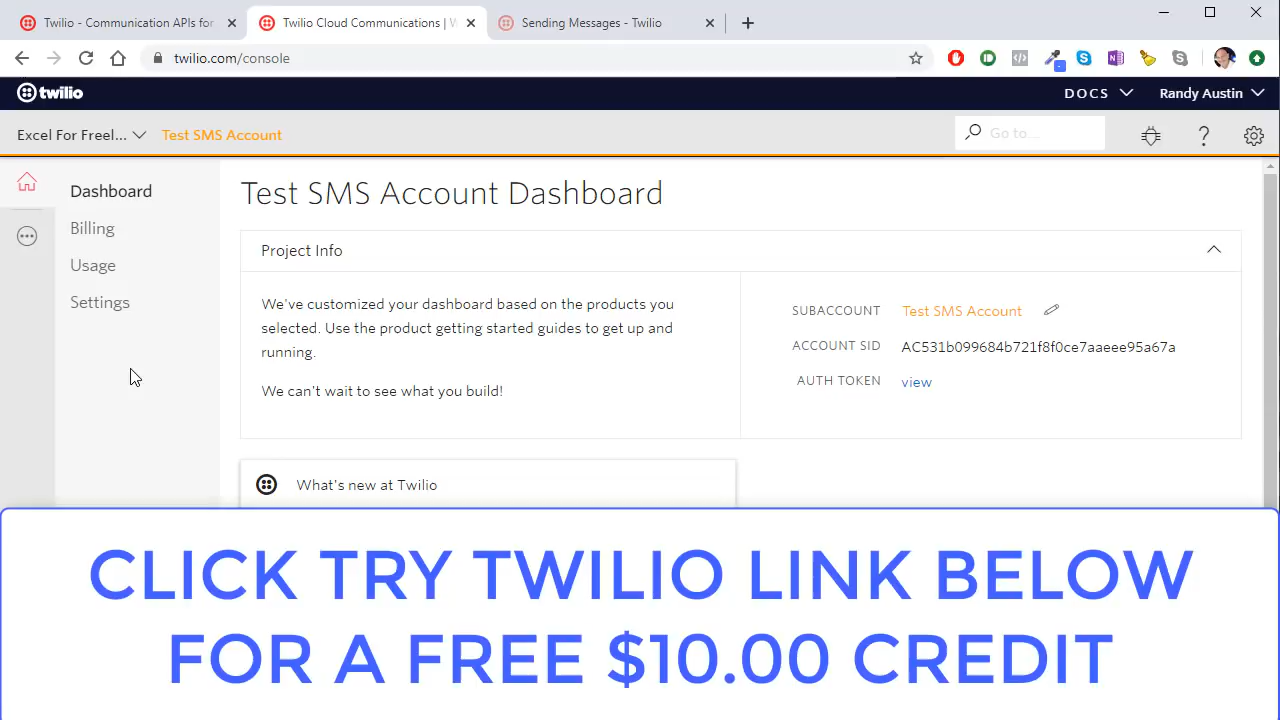 Twilio - Communication APIs for
Twilio Cloud Communications | W
Sending Messages - Twilio
twilio.com/console
twilio
DOCS
Randy Austin
Excel For Freel...
Test SMS Account
Go to...
Dashboard
Billing
Usage
Settings
Test SMS Account Dashboard
Project Info
We've customized your dashboard based on the products you
selected. Use the product getting started guides to get up and
running.
We can't wait to see what you build!
SUBACCOUNT Test SMS Account
ACCOUNT SID AC531b099684b721f8f0ce7aaeee95a67a
AUTH TOKEN view
What's new at Twilio
CLICK TRY TWILIO LINK BELOW
FOR A FREE $10.00 CREDIT